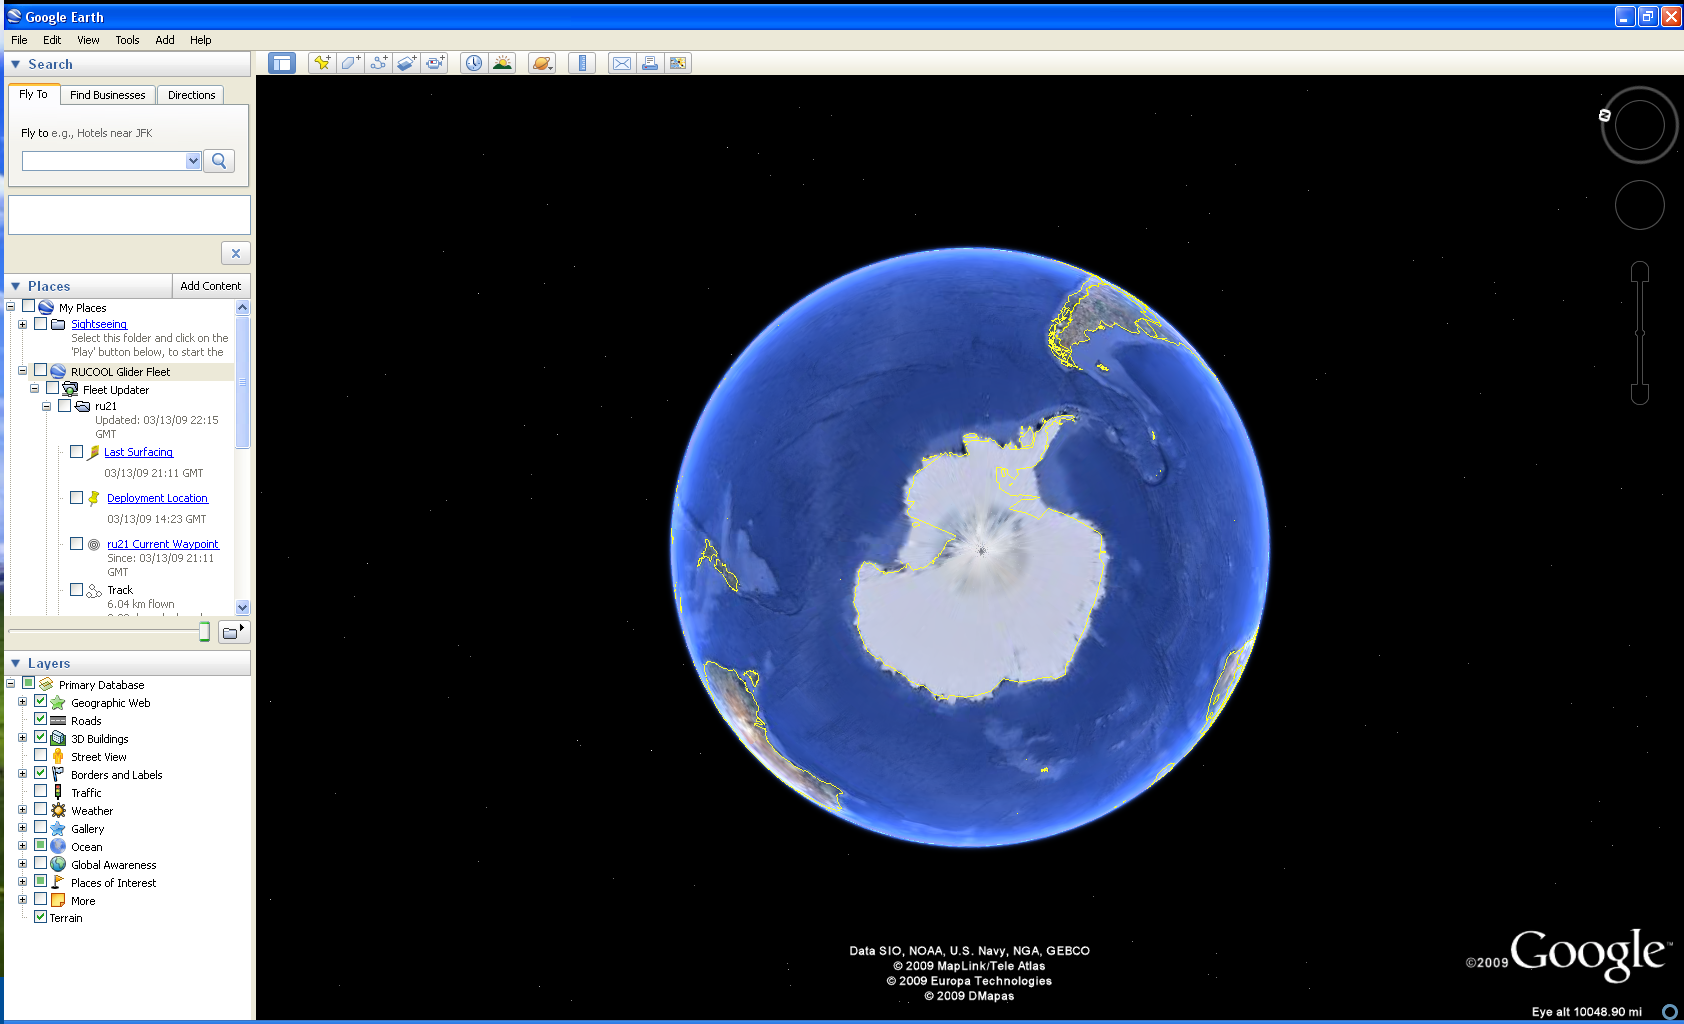 Google Earth
File Edit View Tools Add Help
Search
Fly To Find Businesses Directions
Fly to e.g., Hotels near JFK
Places Add Content
My Places
Sightseeing
Select this folder and click on the
'Play' button below, to start the
RUCOOL Glider Fleet
Fleet Updater
ru21
Updated: 03/13/09 22:15
GMT
Last Surfacing
03/13/09 21:11 GMT
Deployment Location
03/13/09 14:23 GMT
ru21 Current Waypoint
Since: 03/13/09 21:11
GMT
Track
6.04 km flown
Layers
Primary Database
Geographic Web
Roads
3D Buildings
Street View
Borders and Labels
Traffic
Weather
Gallery
Ocean
Global Awareness
Places of Interest
More
Terrain
N
Data SIO, NOAA, U.S. Navy, NGA, GEBCO
© 2009 MapLink/Tele Atlas
© 2009 Europa Technologies
© 2009 DMapas
©2009 Google™
Eye alt 10048.90 mi